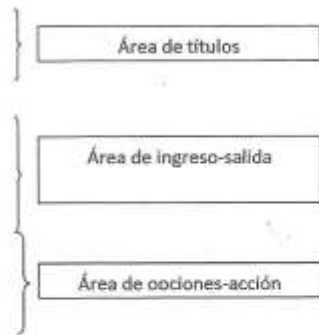 Área de títulos
Área de ingreso-salida
Área de oociones-acción